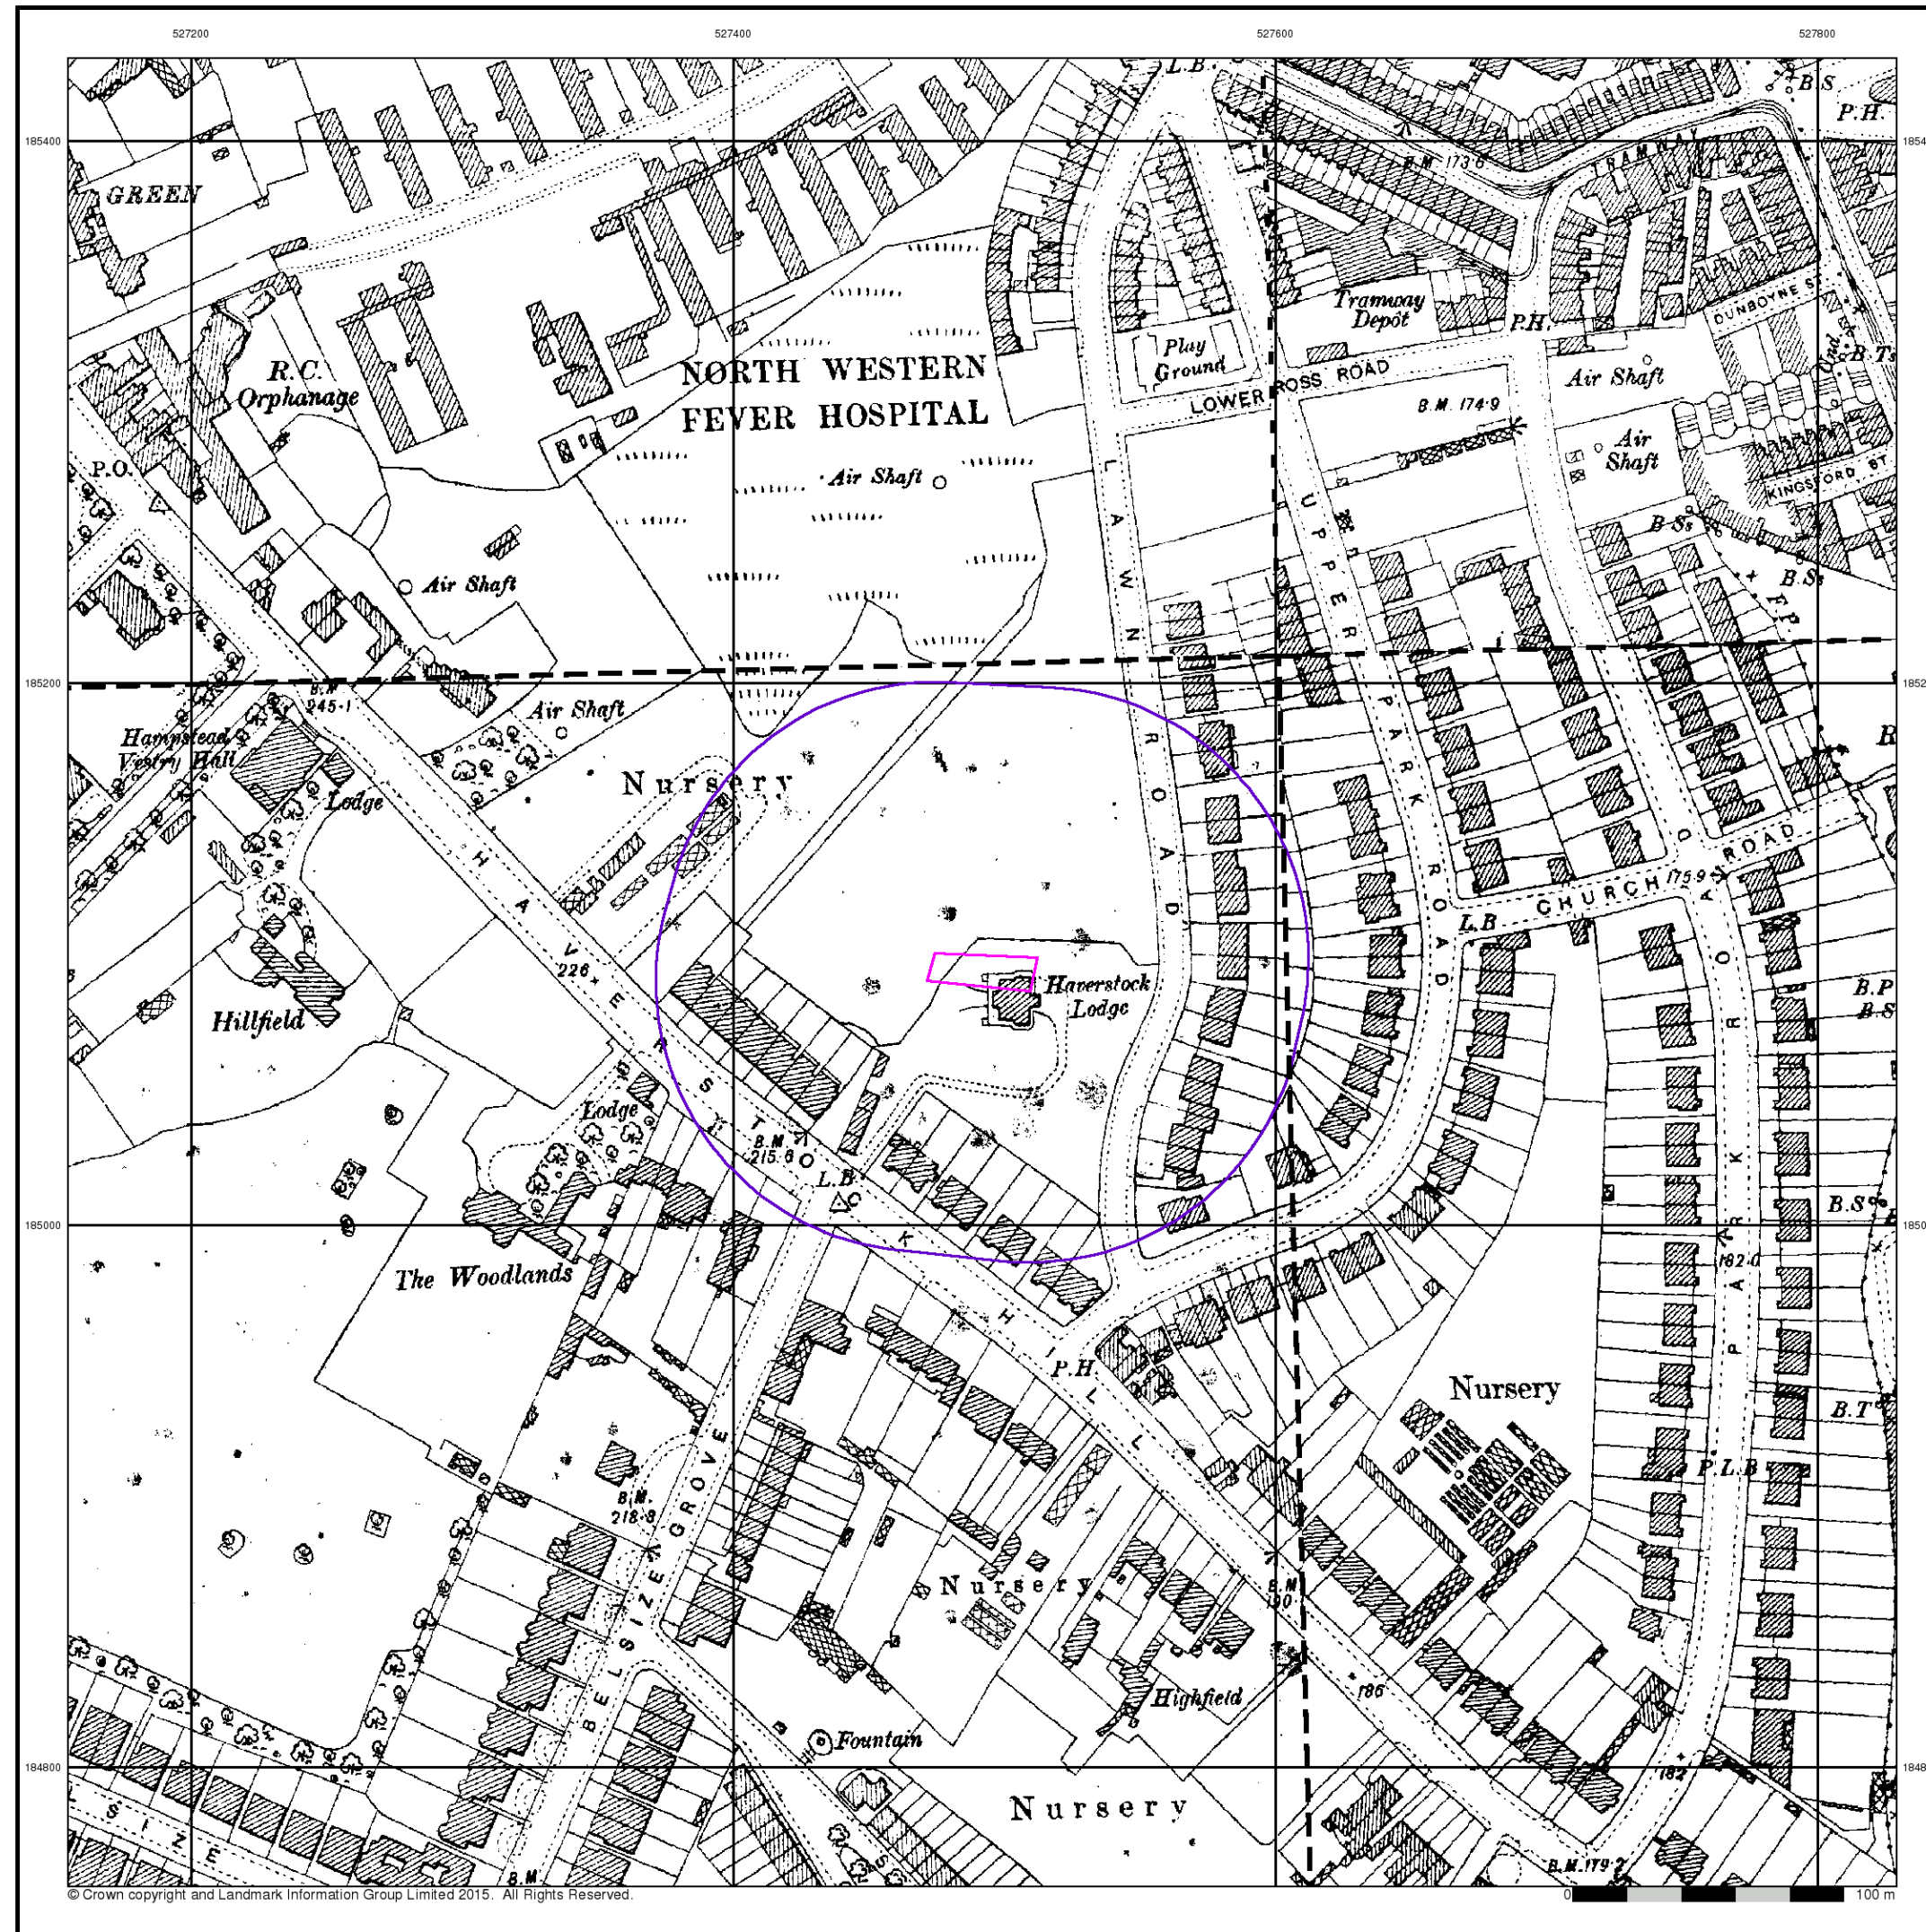 527200 527400 527600 527800
L.B.
B.S
P.H.
185400
B.M. 173.6
TRAMWAY
GREEN
DUNBOYNE ST
Tramway
Depôt
P.H.
Play
Ground
R.C.
Orphanage
NORTH WESTERN
FEVER HOSPITAL
LOWER ROSS ROAD
Air Shaft
B.M. 174.9
B.Ts
P.O.
Air Shaft
Air
Shaft
KINGSFORD ST
LAWN ROAD
UPPER PARK ROAD
B.Ss
B.Ss
F.P.
Air Shaft
185200
B.M
245.1
Air Shaft
Hampstead
Vestry Hall
Lodge
Nursery
HAVERSTOCK HILL
CHURCH ROAD
175.9
L.B
226
Hillfield
Haverstock
Lodge
B.P
B.S
PARK ROAD
Lodge
B.M.
215.6
L.B
185000
B.S
The Woodlands
182.0
P.H
Nursery
B.T
P.L.B
BELSIZE GROVE
B.M.
218.8
Nursery
B.M
190
Highfield
186
Fountain
184800
182
Nursery
B.M. 179.2
B.M.
© Crown copyright and Landmark Information Group Limited 2015. All Rights Reserved.
0 100 m